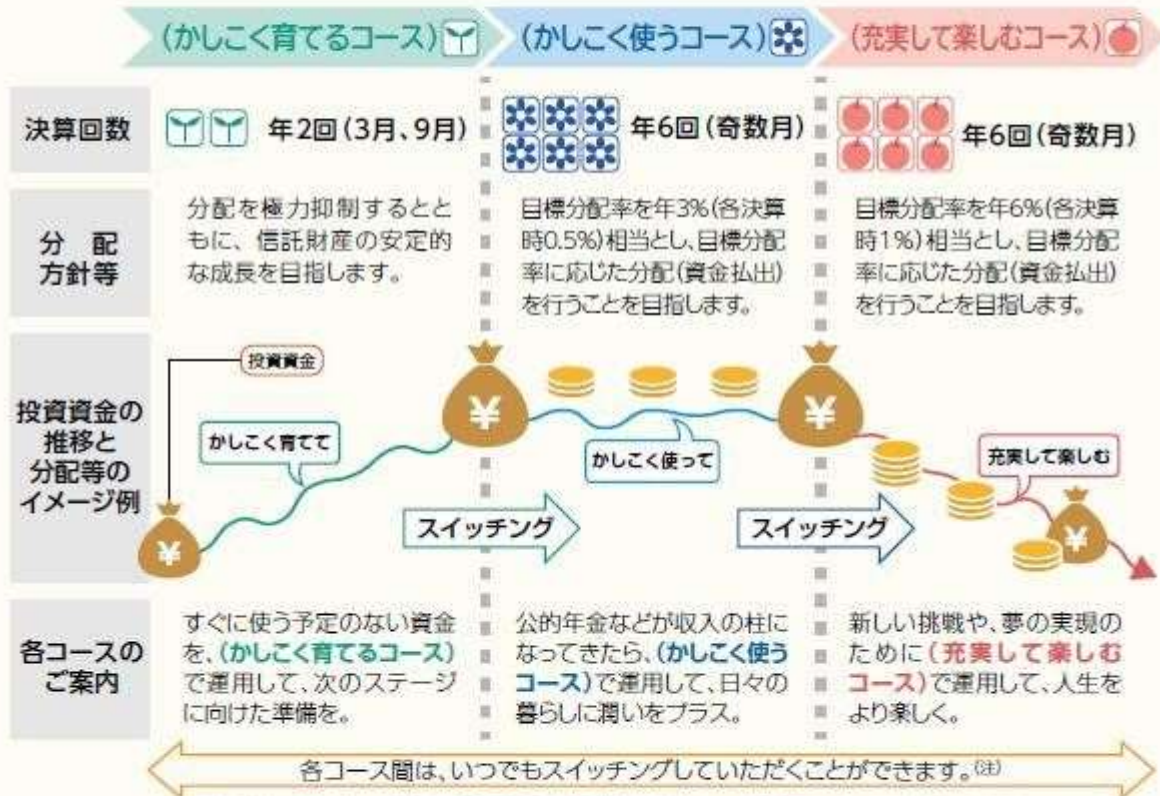 (かしこく育てるコース)
(かしこく使うコース)
(充実して楽しむコース)
決算回数
年2回(3月、9月)
年6回(奇数月)
年6回(奇数月)
分　配
方針等
分配を極力抑制するとと
もに、信託財産の安定的
な成長を目指します。
目標分配率を年3%(各決算
時0.5%)相当とし、目標分配
率に応じた分配(資金払出)
を行うことを目指します。
目標分配率を年6%(各決算
時1%)相当とし、目標分配
率に応じた分配(資金払出)
を行うことを目指します。
投資資金の
推移と
分配等の
イメージ例
投資資金
かしこく育てて
かしこく使って
充実して楽しむ
¥
¥
¥
¥
スイッチング
スイッチング
各コースの
ご案内
すぐに使う予定のない資金
を、(かしこく育てるコース)
で運用して、次のステージ
に向けた準備を。
公的年金などが収入の柱に
なってきたら、(かしこく使う
コース)で運用して、日々の
暮らしに潤いをプラス。
新しい挑戦や、夢の実現の
ために(充実して楽しむ
コース)で運用して、人生を
より楽しく。
各コース間は、いつでもスイッチングしていただくことができます。(注)